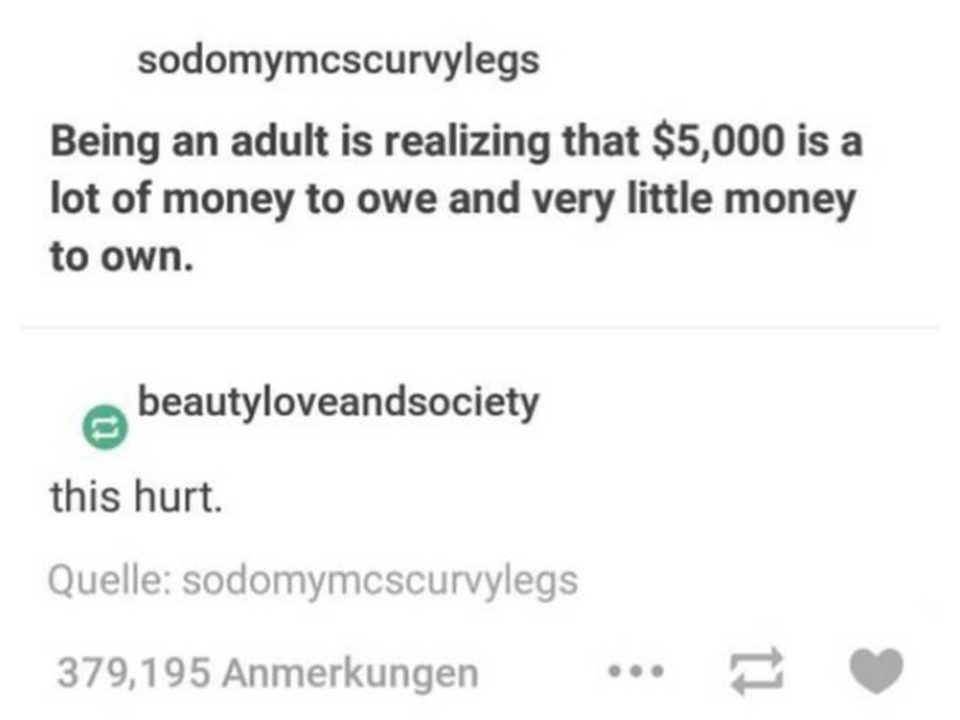 sodomymcscurvylegs
Being an adult is realizing that $5,000 is a
lot of money to owe and very little money
to own.
beautyloveandsociety
this hurt.
Quelle: sodomymcscurvylegs
379,195 Anmerkungen